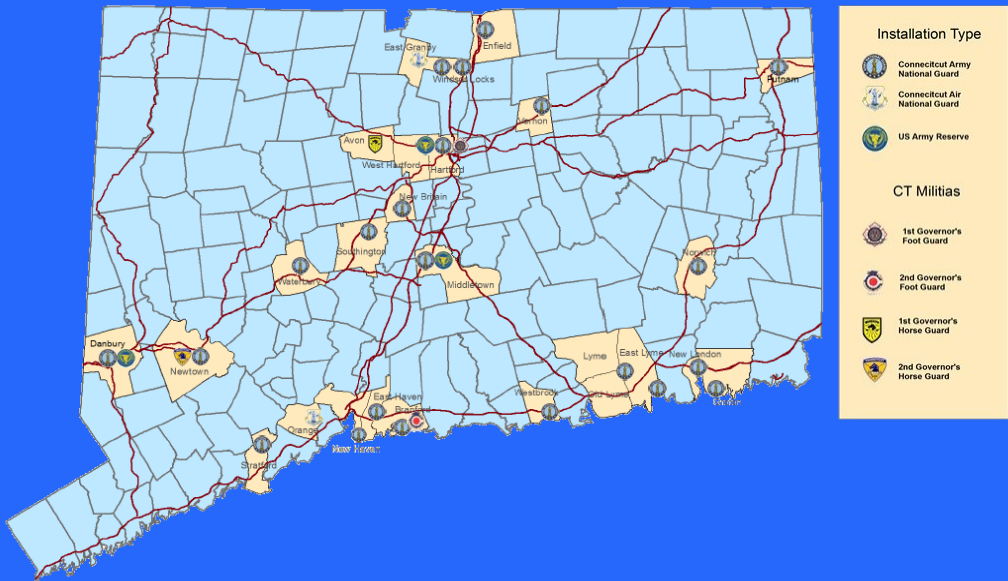 Installation Type
Connecitcut Army
National Guard
Connecitcut Air
National Guard
US Army Reserve
CT Militias
1st Governor's
Foot Guard
2nd Governor's
Foot Guard
1st Governor's
Horse Guard
2nd Governor's
Horse Guard
East Granby
Enfield
Windsor Locks
Putnam
Vernon
Avon
West Hartford
Hartford
New Britain
Southington
Norwich
Waterbury
Middletown
Danbury
Newtown
Lyme
East Lyme
New London
Westbrook
Old Lyme
East Haven
Branford
Orange
New Haven
Stratford